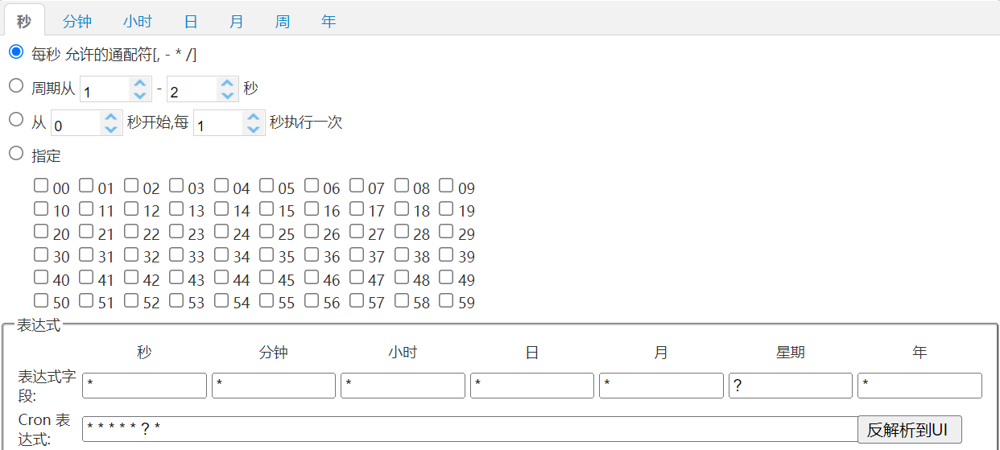 秒 分钟 小时 日 月 周 年
每秒 允许的通配符[, - * /]
周期从 1 - 2 秒
从 0 秒开始,每 1 秒执行一次
指定
00 01 02 03 04 05 06 07 08 09
10 11 12 13 14 15 16 17 18 19
20 21 22 23 24 25 26 27 28 29
30 31 32 33 34 35 36 37 38 39
40 41 42 43 44 45 46 47 48 49
50 51 52 53 54 55 56 57 58 59
表达式
秒 分钟 小时 日 月 星期 年
表达式字
段:
* * * * * ? *
Cron 表
达式:
* * * * * ? *
反解析到UI